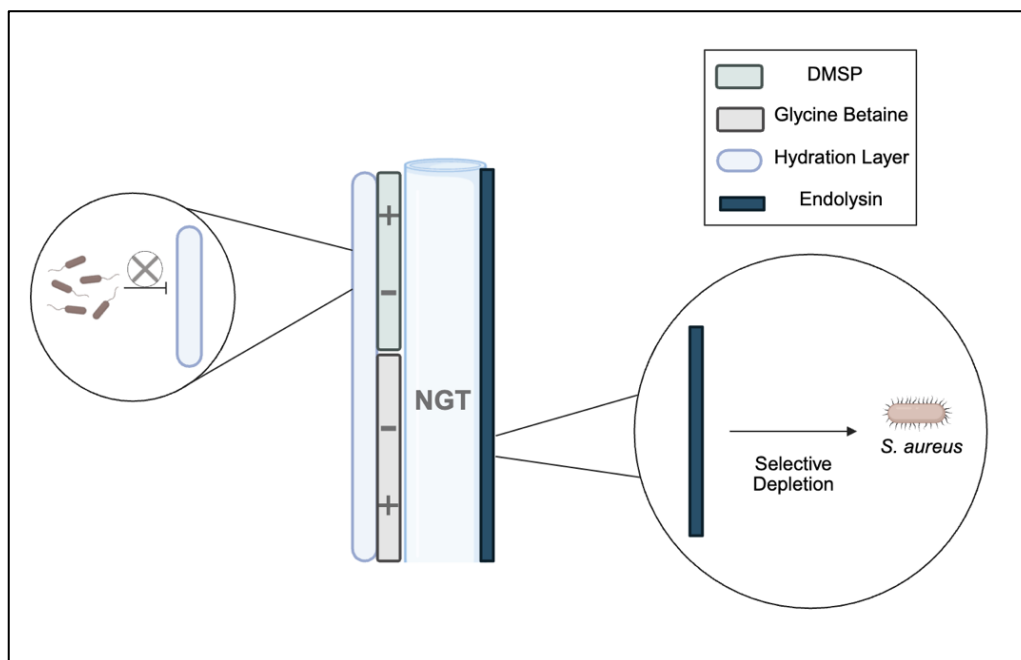 DMSP
Glycine Betaine
Hydration Layer
Endolysin
+
−
NGT
−
+
S. aureus
Selective
Depletion